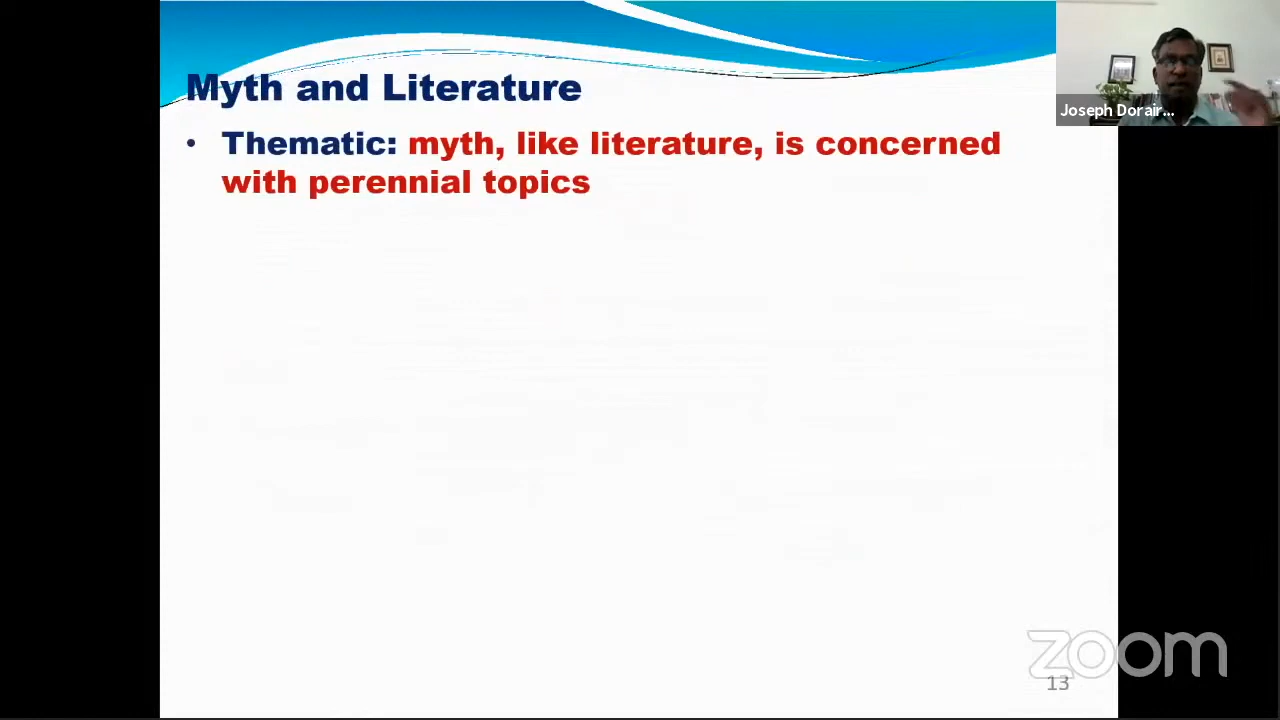 Myth and Literature
Joseph Dorair...
• Thematic: myth, like literature, is concerned
with perennial topics
zoom
13